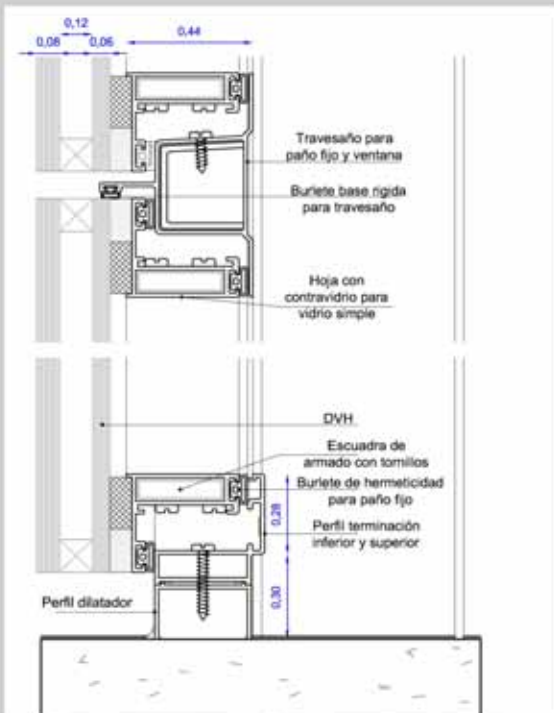 0,12
0,08
0,06
0,44
Travesaño para
paño fijo y ventana
Burlete base rigida
para travesaño
Hoja con
contravidrio para
vidrio simple
DVH
Escuadra de
armado con tornillos
Burlete de hermeticidad
para paño fijo
0,28
Perfil terminación
inferior y superior
0,30
Perfil dilatador